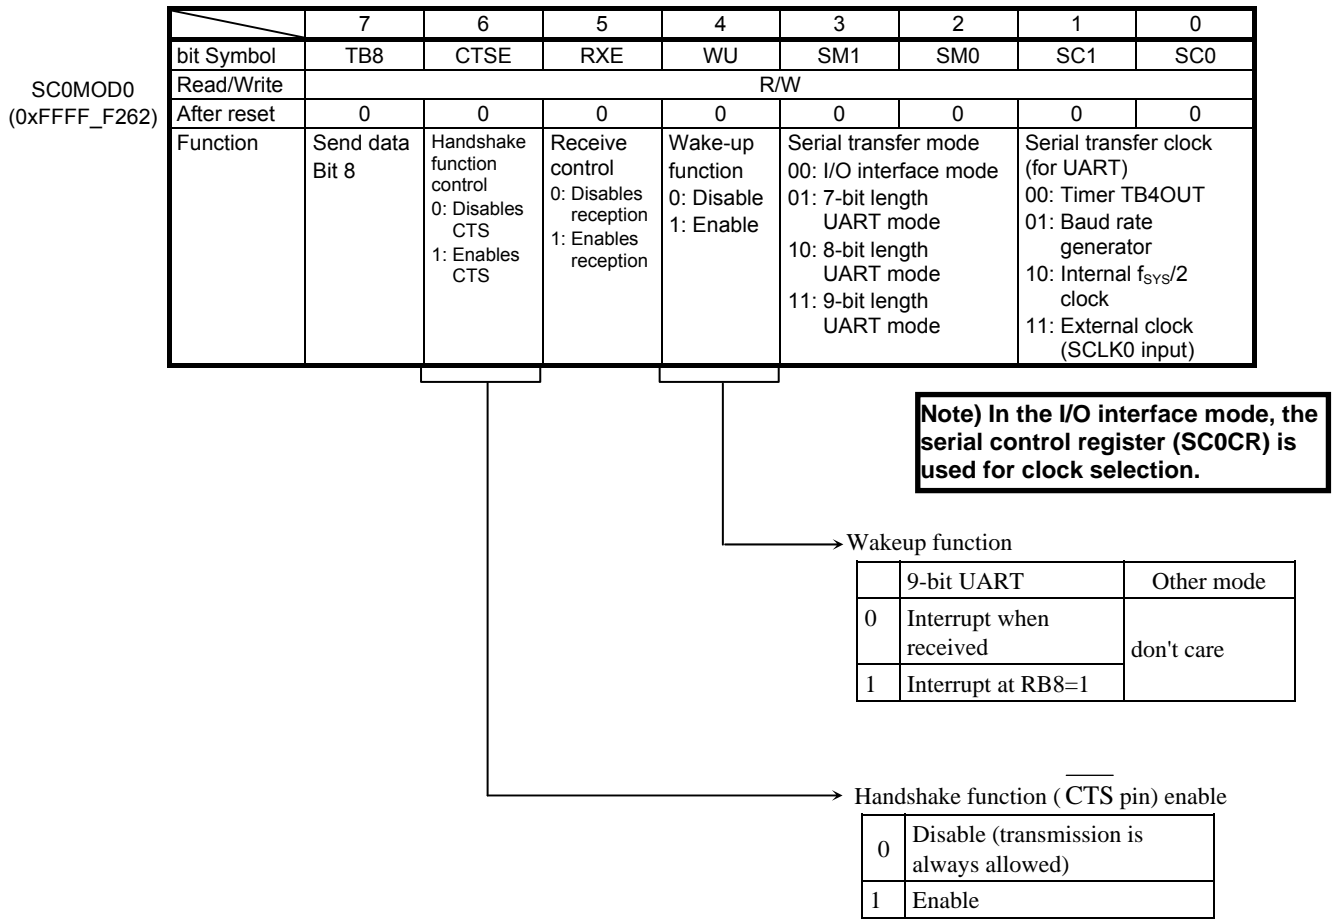 7 6 5 4 3 2 1 0
bit Symbol TB8 CTSE RXE WU SM1 SM0 SC1 SC0
SC0MOD0
(0xFFFF_F262)
Read/Write R/W
After reset 0 0 0 0 0 0 0 0
Function
Send data
Bit 8
Handshake
function
control
0: Disables
CTS
1: Enables
CTS
Receive
control
0: Disables
reception
1: Enables
reception
Wake-up
function
0: Disable
1: Enable
Serial transfer mode
00: I/O interface mode
01: 7-bit length
UART mode
10: 8-bit length
UART mode
11: 9-bit length
UART mode
Serial transfer clock
(for UART)
00: Timer TB4OUT
01: Baud rate
generator
10: Internal fSYS/2
clock
11: External clock
(SCLK0 input)
Note) In the I/O interface mode, the
serial control register (SC0CR) is
used for clock selection.
Wakeup function
9-bit UART Other mode
0 Interrupt when
received
don't care
1 Interrupt at RB8=1
Handshake function ( CTS pin) enable
0 Disable (transmission is
always allowed)
1 Enable